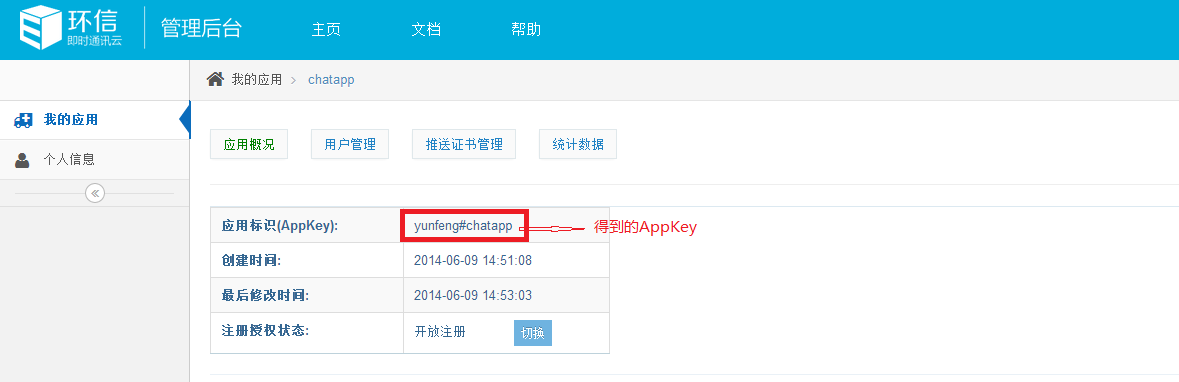 环信
即时通讯云
管理后台
主页
文档
帮助
我的应用
chatapp
我的应用
个人信息
应用概况
用户管理
推送证书管理
统计数据
应用标识(AppKey):
yunfeng#chatapp
得到的AppKey
创建时间:
2014-06-09 14:51:08
最后修改时间:
2014-06-09 14:53:03
注册授权状态:
开放注册
切换